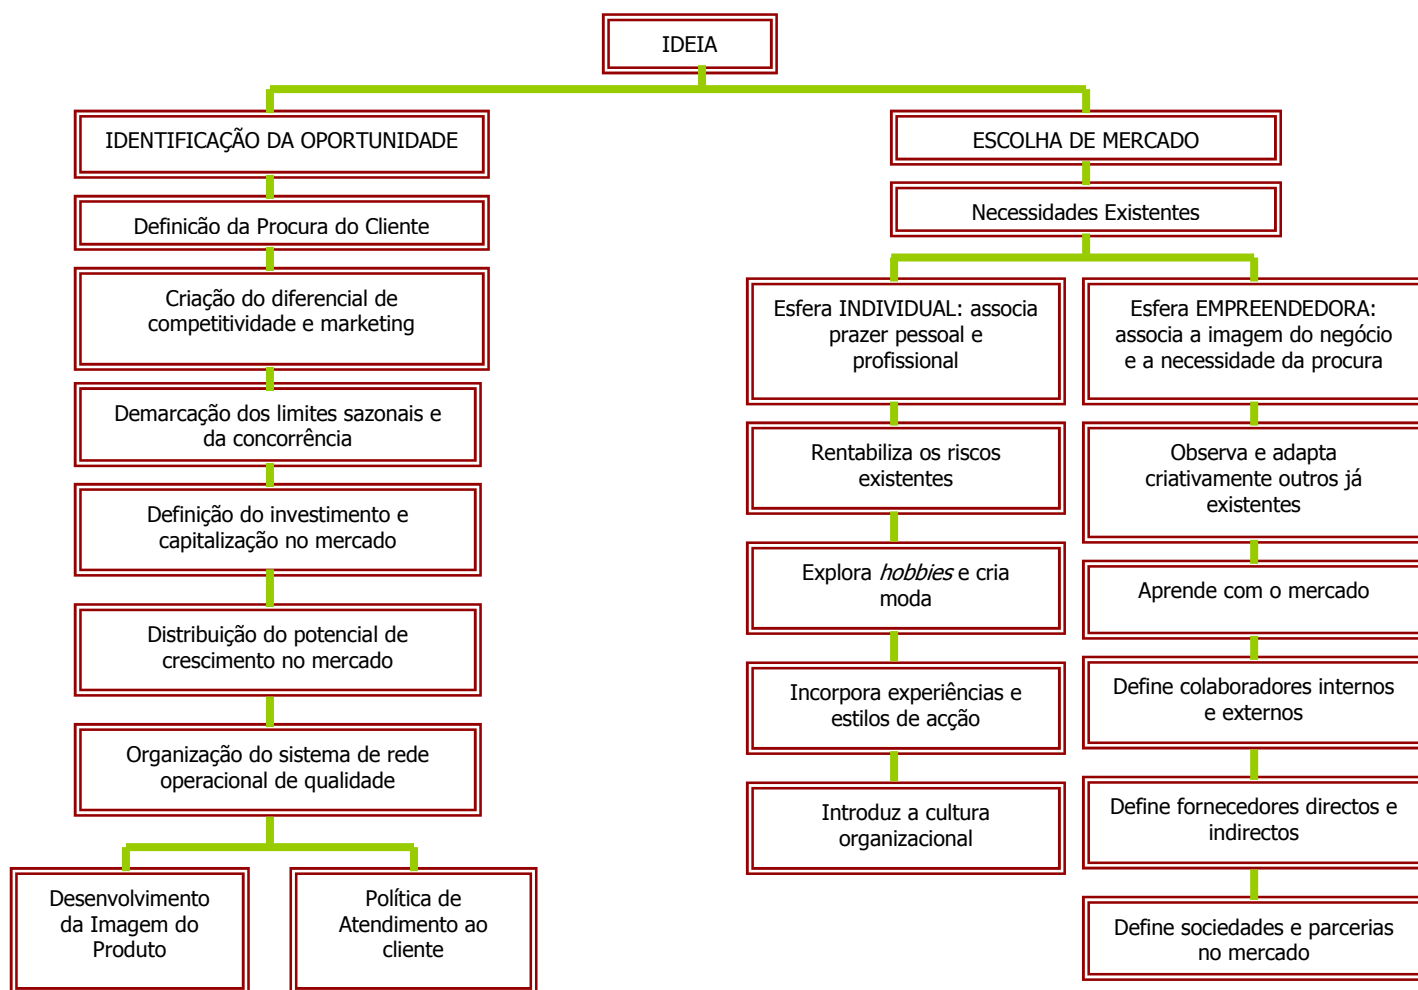 IDEIA
IDENTIFICAÇÃO DA OPORTUNIDADE
Definicão da Procura do Cliente
Criação do diferencial de
competitividade e marketing
Demarcação dos limites sazonais e
da concorrência
Definição do investimento e
capitalização no mercado
Distribuição do potencial de
crescimento no mercado
Organização do sistema de rede
operacional de qualidade
Desenvolvimento
da Imagem do
Produto
Política de
Atendimento ao
cliente
ESCOLHA DE MERCADO
Necessidades Existentes
Esfera INDIVIDUAL: associa
prazer pessoal e
profissional
Rentabiliza os riscos
existentes
Explora hobbies e cria
moda
Incorpora experiências e
estilos de acção
Introduz a cultura
organizacional
Esfera EMPREENDEDORA:
associa a imagem do negócio
e a necessidade da procura
Observa e adapta
criativamente outros já
existentes
Aprende com o mercado
Define colaboradores internos
e externos
Define fornecedores directos e
indirectos
Define sociedades e parcerias
no mercado